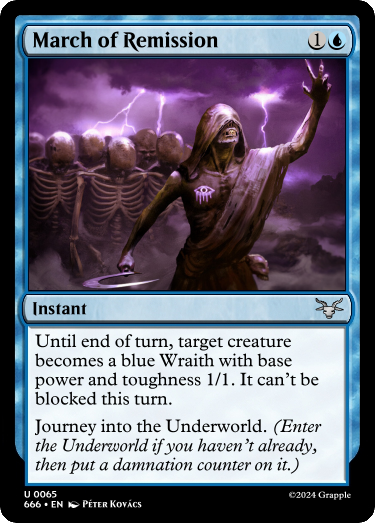 March of Remission 1
Instant
Until end of turn, target creature
becomes a blue Wraith with base
power and toughness 1/1. It can't be
blocked this turn.
Journey into the Underworld. (Enter
the Underworld if you haven't already,
then put a damnation counter on it.)
U 0065
©2024 Grapple
666 • EN Péter Kovács